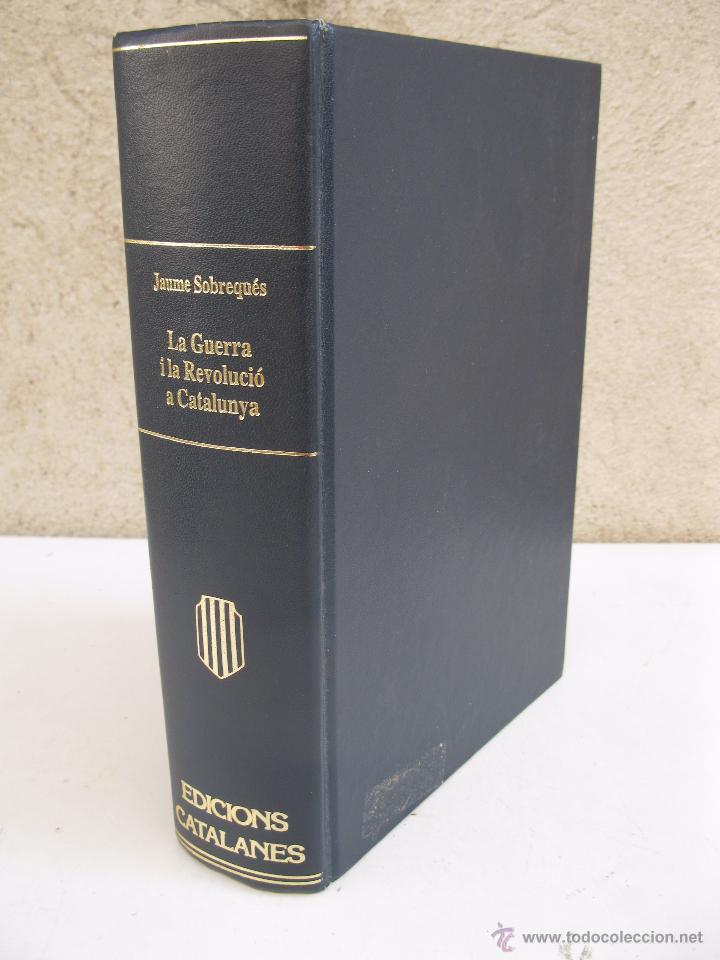 Jaume Sobrequés
La Guerra
i la Revolució
a Catalunya
EDICIONS
CATALANES
www.todocoleccion.net